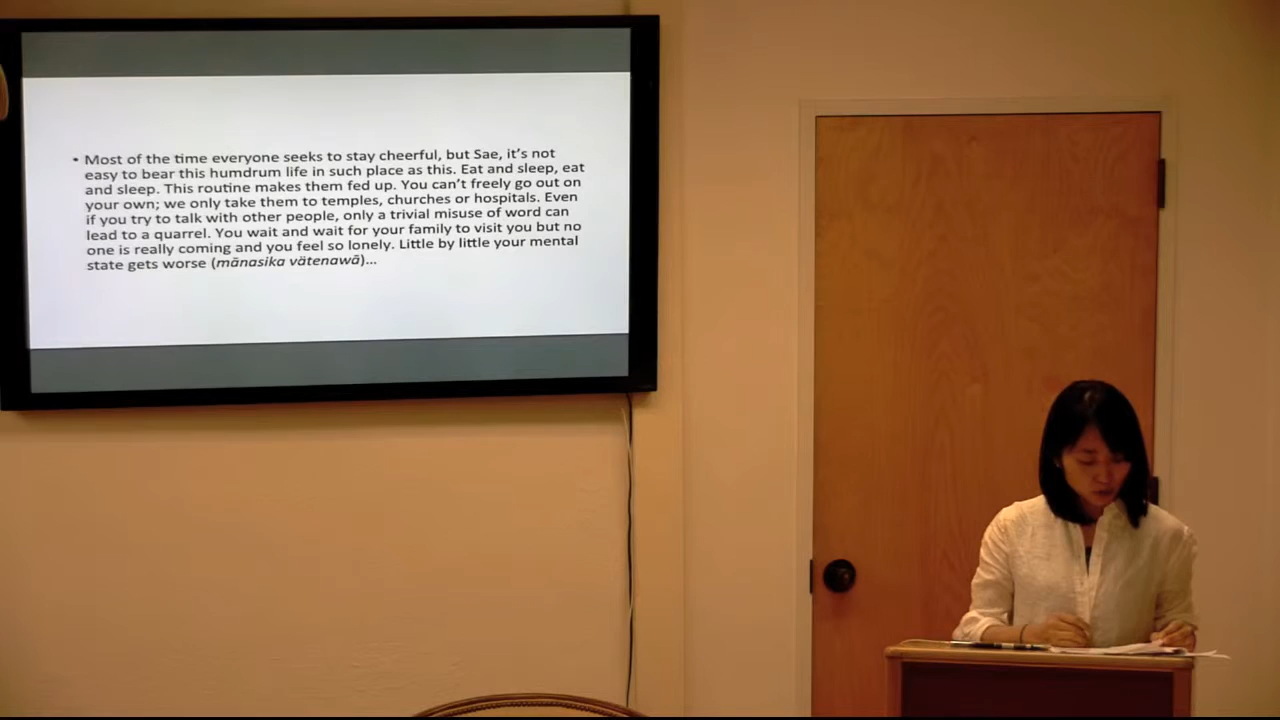 • Most of the time everyone seeks to stay cheerful, but Sae, it's not
easy to bear this humdrum life in such place as this. Eat and sleep, eat
and sleep. This routine makes them fed up. You can't freely go out on
your own; we only take them to temples, churches or hospitals. Even
if you try to talk with other people, only a trivial misuse of word can
lead to a quarrel. You wait and wait for your family to visit you but no
one is really coming and you feel so lonely. Little by little your mental
state gets worse (mānasika vätenawā)...